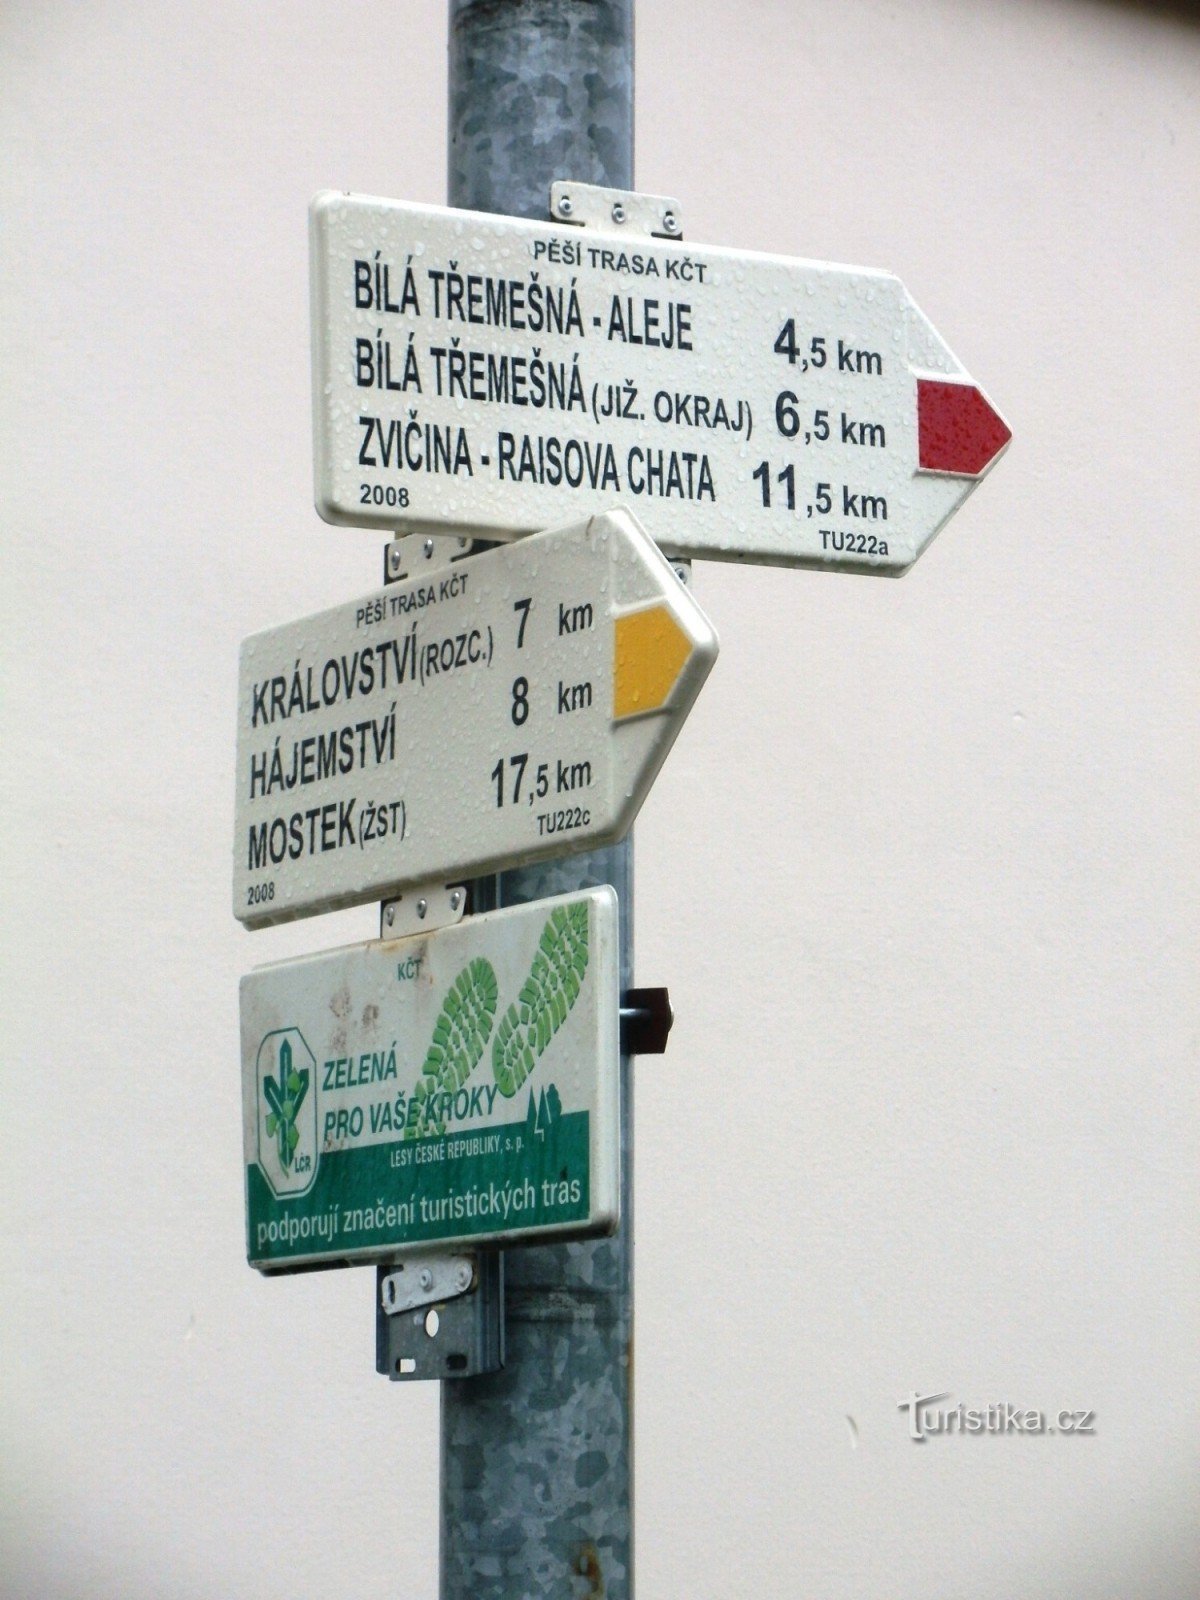 PĚŠÍ TRASA KČT
BÍLÁ TŘEMEŠNÁ - ALEJE 4,5 km
BÍLÁ TŘEMEŠNÁ (JIŽ. OKRAJ) 6,5 km
ZVIČINA - RAISOVA CHATA 11,5 km
2008 TU222a
PĚŠÍ TRASA KČT
KRÁLOVSTVÍ (ROZC.) 7 km
HÁJEMSTVÍ 8 km
MOSTEK (ŽST) 17,5 km
2008 TU222c
KČT
ZELENÁ
PRO VAŠE KROKY
LČR
LESY ČESKÉ REPUBLIKY, s. p.
podporují značení turistických tras
Turistika.cz